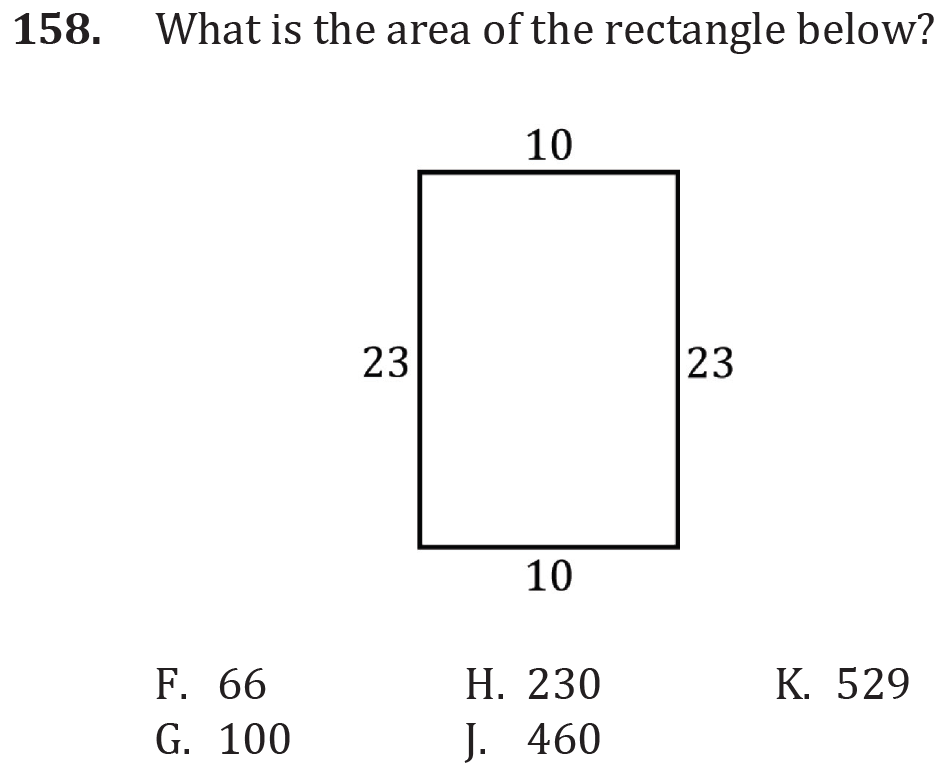 158. What is the area of the rectangle below?
10
23 23
10
F. 66 H. 230 K. 529
G. 100 J. 460